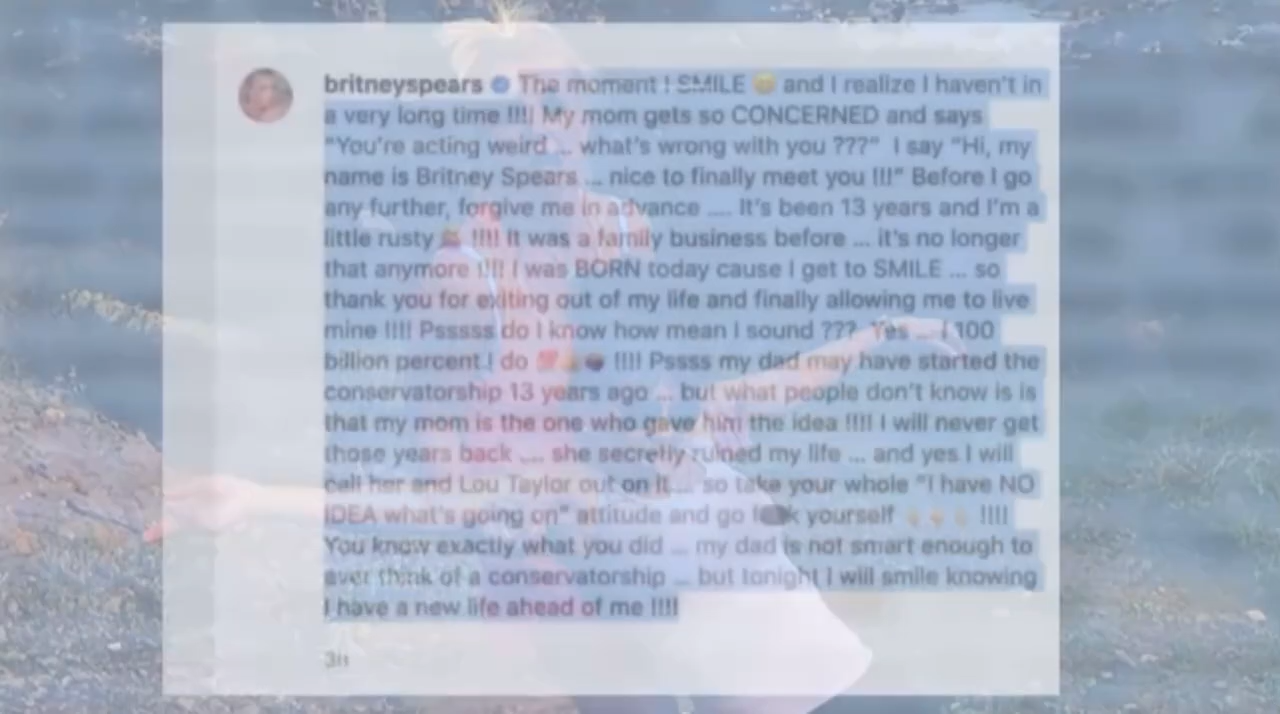 britneyspears The moment I SMILE 😊 and I realize I haven't in
a very long time !!!! My mom gets so CONCERNED and says
"You're acting weird ... what's wrong with you ???" I say "Hi, my
name is Britney Spears ... nice to finally meet you !!!" Before I go
any further, forgive me in advance .... It's been 13 years and I'm a
little rusty !!!! It was a family business before ... it's no longer
that anymore !!!! I was BORN today cause I get to SMILE ... so
thank you for exiting out of my life and finally allowing me to live
mine !!!! Psssss do I know how mean I sound ??? Yes ... I 100
billion percent I do 💯 !!!! Pssss my dad may have started the
conservatorship 13 years ago ... but what people don't know is is
that my mom is the one who gave him the idea !!!! I will never get
those years back .... she secretly ruined my life ... and yes I will
call her and Lou Taylor out on it ... so take your whole "I have NO
IDEA what's going on" attitude and go k yourself !!!!
You know exactly what you did ... my dad is not smart enough to
ever think of a conservatorship ... but tonight I will smile knowing
I have a new life ahead of me !!!!